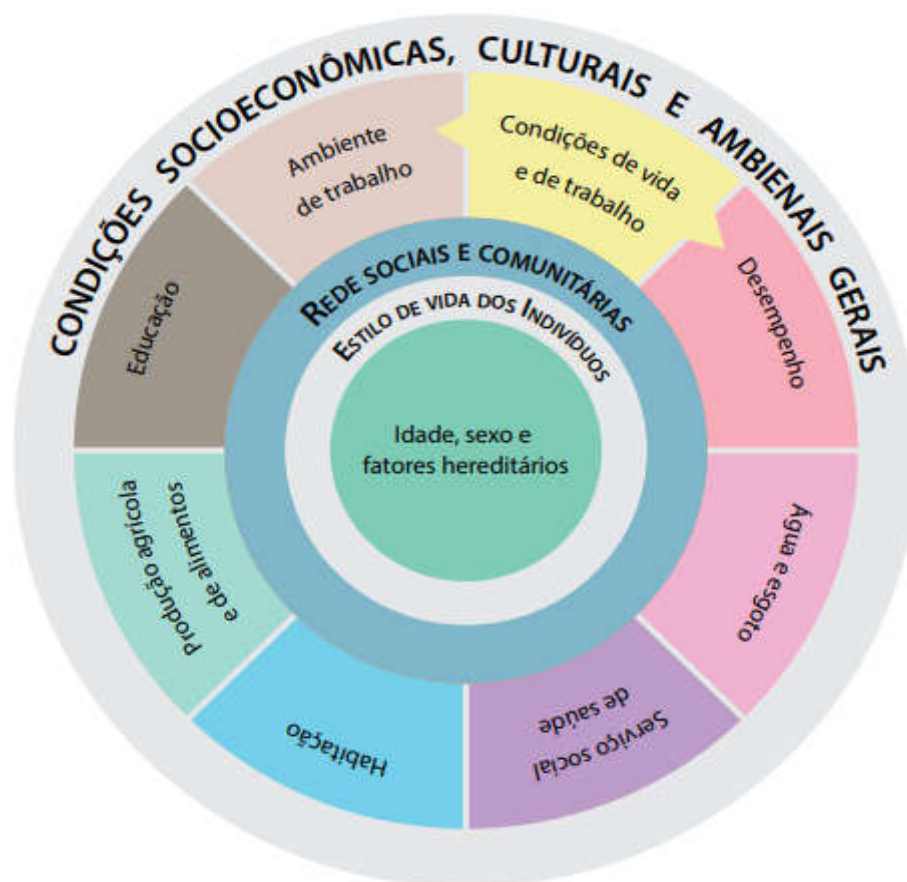 CONDIÇÕES SOCIOECONÔMICAS, CULTURAIS E AMBIENAIS GERAIS
Ambiente
de trabalho
Condições de vida
e de trabalho
Desempenho
Água e esgoto
Serviço social
de saúde
Habitação
Produção agrícola
e de alimentos
Educação
REDE SOCIAIS E COMUNITÁRIAS
ESTILO DE VIDA DOS INDIVÍDUOS
Idade, sexo e
fatores hereditários